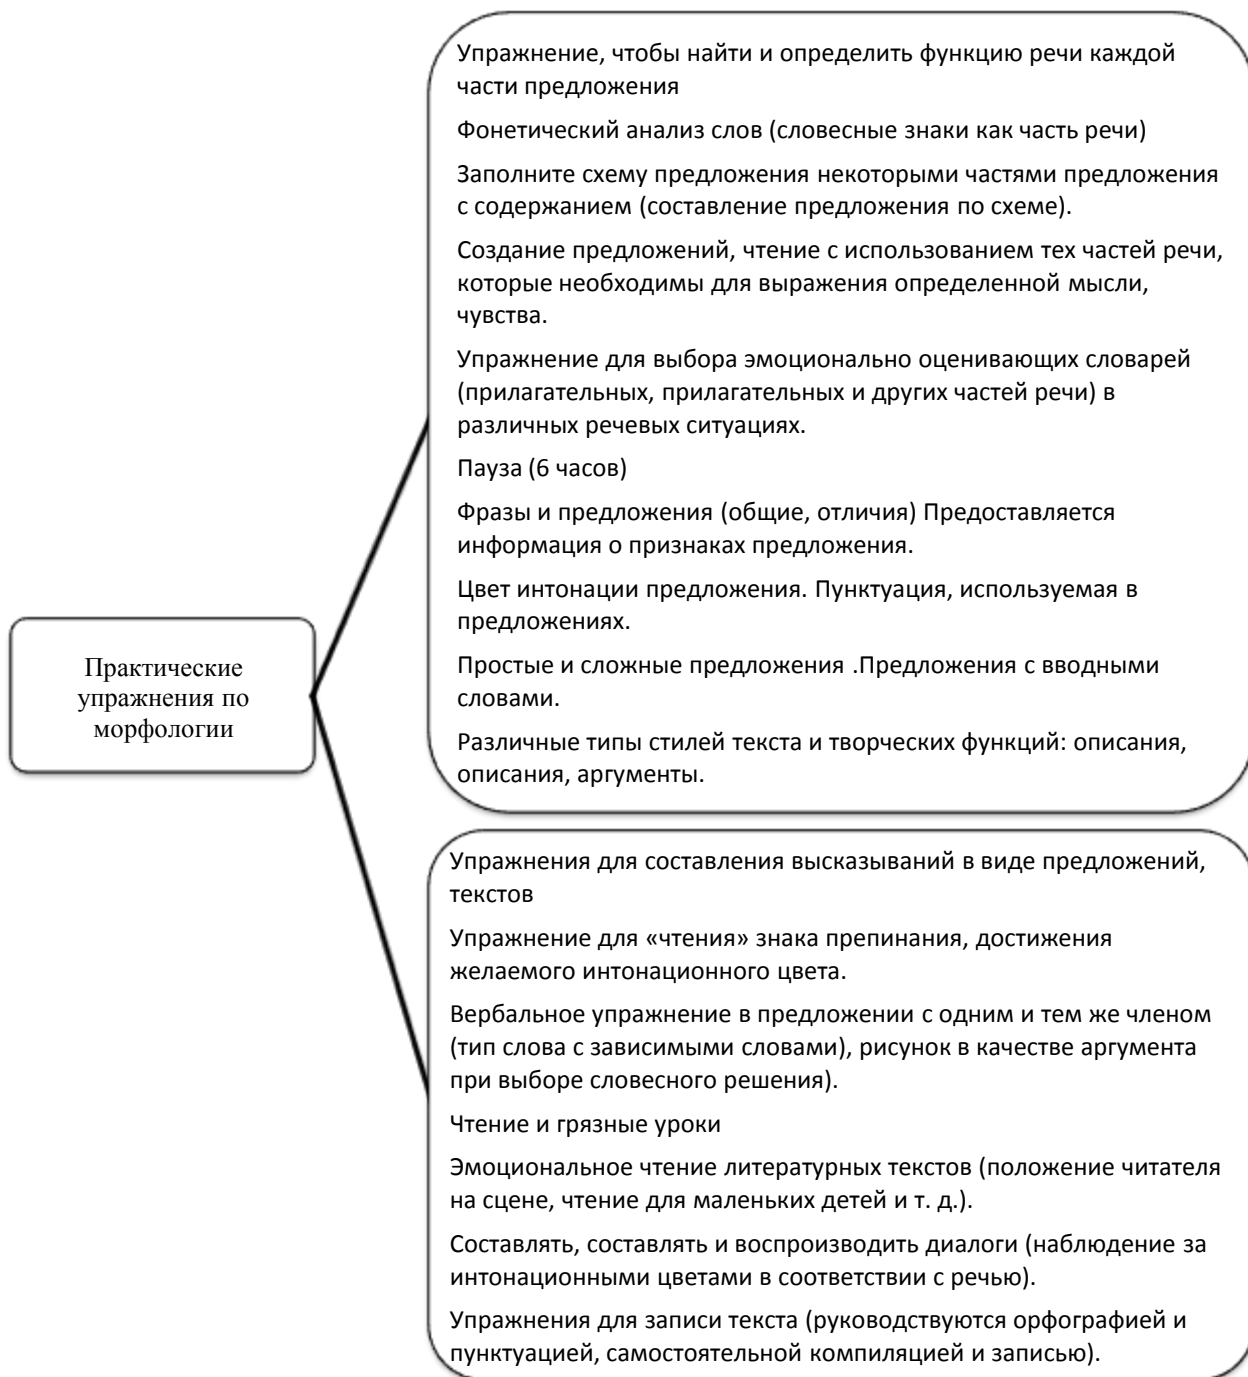 Упражнение, чтобы найти и определить функцию речи каждой
части предложения
Фонетический анализ слов (словесные знаки как часть речи)
Заполните схему предложения некоторыми частями предложения
с содержанием (составление предложения по схеме).
Создание предложений, чтение с использованием тех частей речи,
которые необходимы для выражения определенной мысли,
чувства.
Упражнение для выбора эмоционально оценивающих словарей
(прилагательных, прилагательных и других частей речи) в
различных речевых ситуациях.
Пауза (6 часов)
Фразы и предложения (общие, отличия) Предоставляется
информация о признаках предложения.
Цвет интонации предложения. Пунктуация, используемая в
предложениях.
Простые и сложные предложения .Предложения с вводными
словами.
Различные типы стилей текста и творческих функций: описания,
описания, аргументы.
Практические
упражнения по
морфологии
Упражнения для составления высказываний в виде предложений,
текстов
Упражнение для «чтения» знака препинания, достижения
желаемого интонационного цвета.
Вербальное упражнение в предложении с одним и тем же членом
(тип слова с зависимыми словами), рисунок в качестве аргумента
при выборе словесного решения).
Чтение и грязные уроки
Эмоциональное чтение литературных текстов (положение читателя
на сцене, чтение для маленьких детей и т. д.).
Составлять, составлять и воспроизводить диалоги (наблюдение за
интонационными цветами в соответствии с речью).
Упражнения для записи текста (руководствуются орфографией и
пунктуацией, самостоятельной компиляцией и записью).